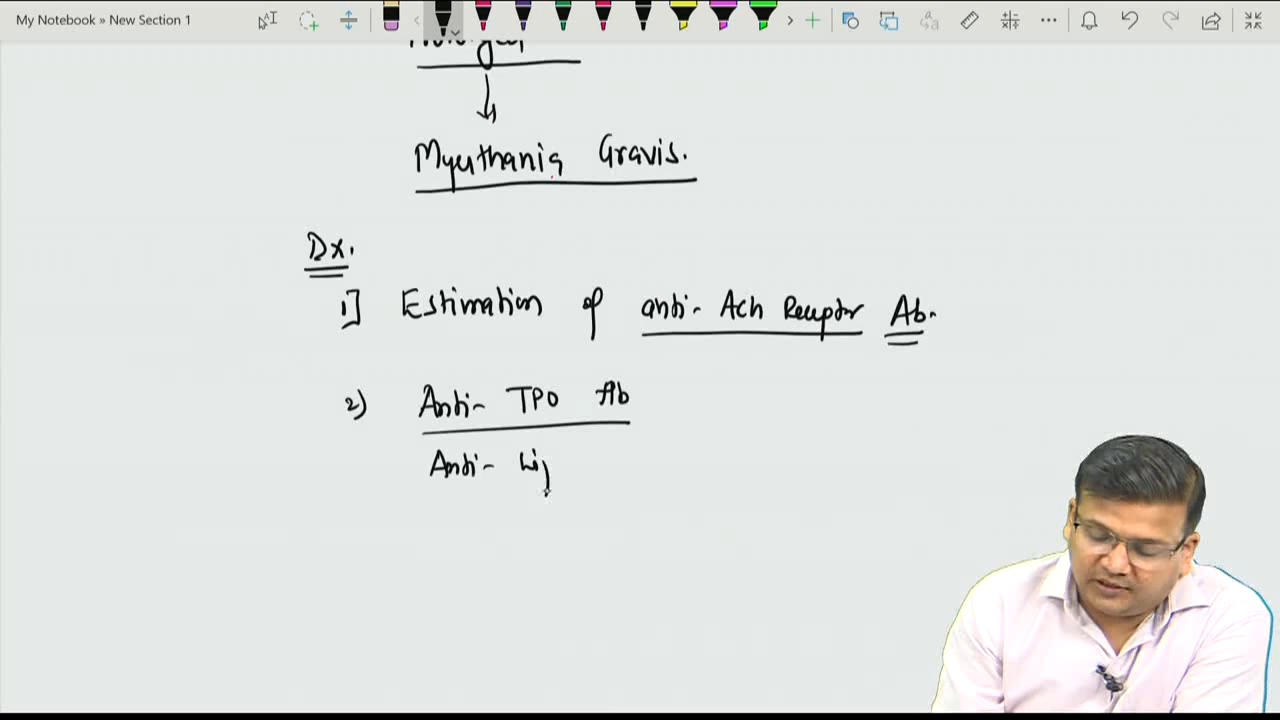 My Notebook » New Section 1
Myasthania Gravis.
Dx.
1] Estimation of anti- Ach Receptor Ab.
2) Anti- TPO Ab
Anti-